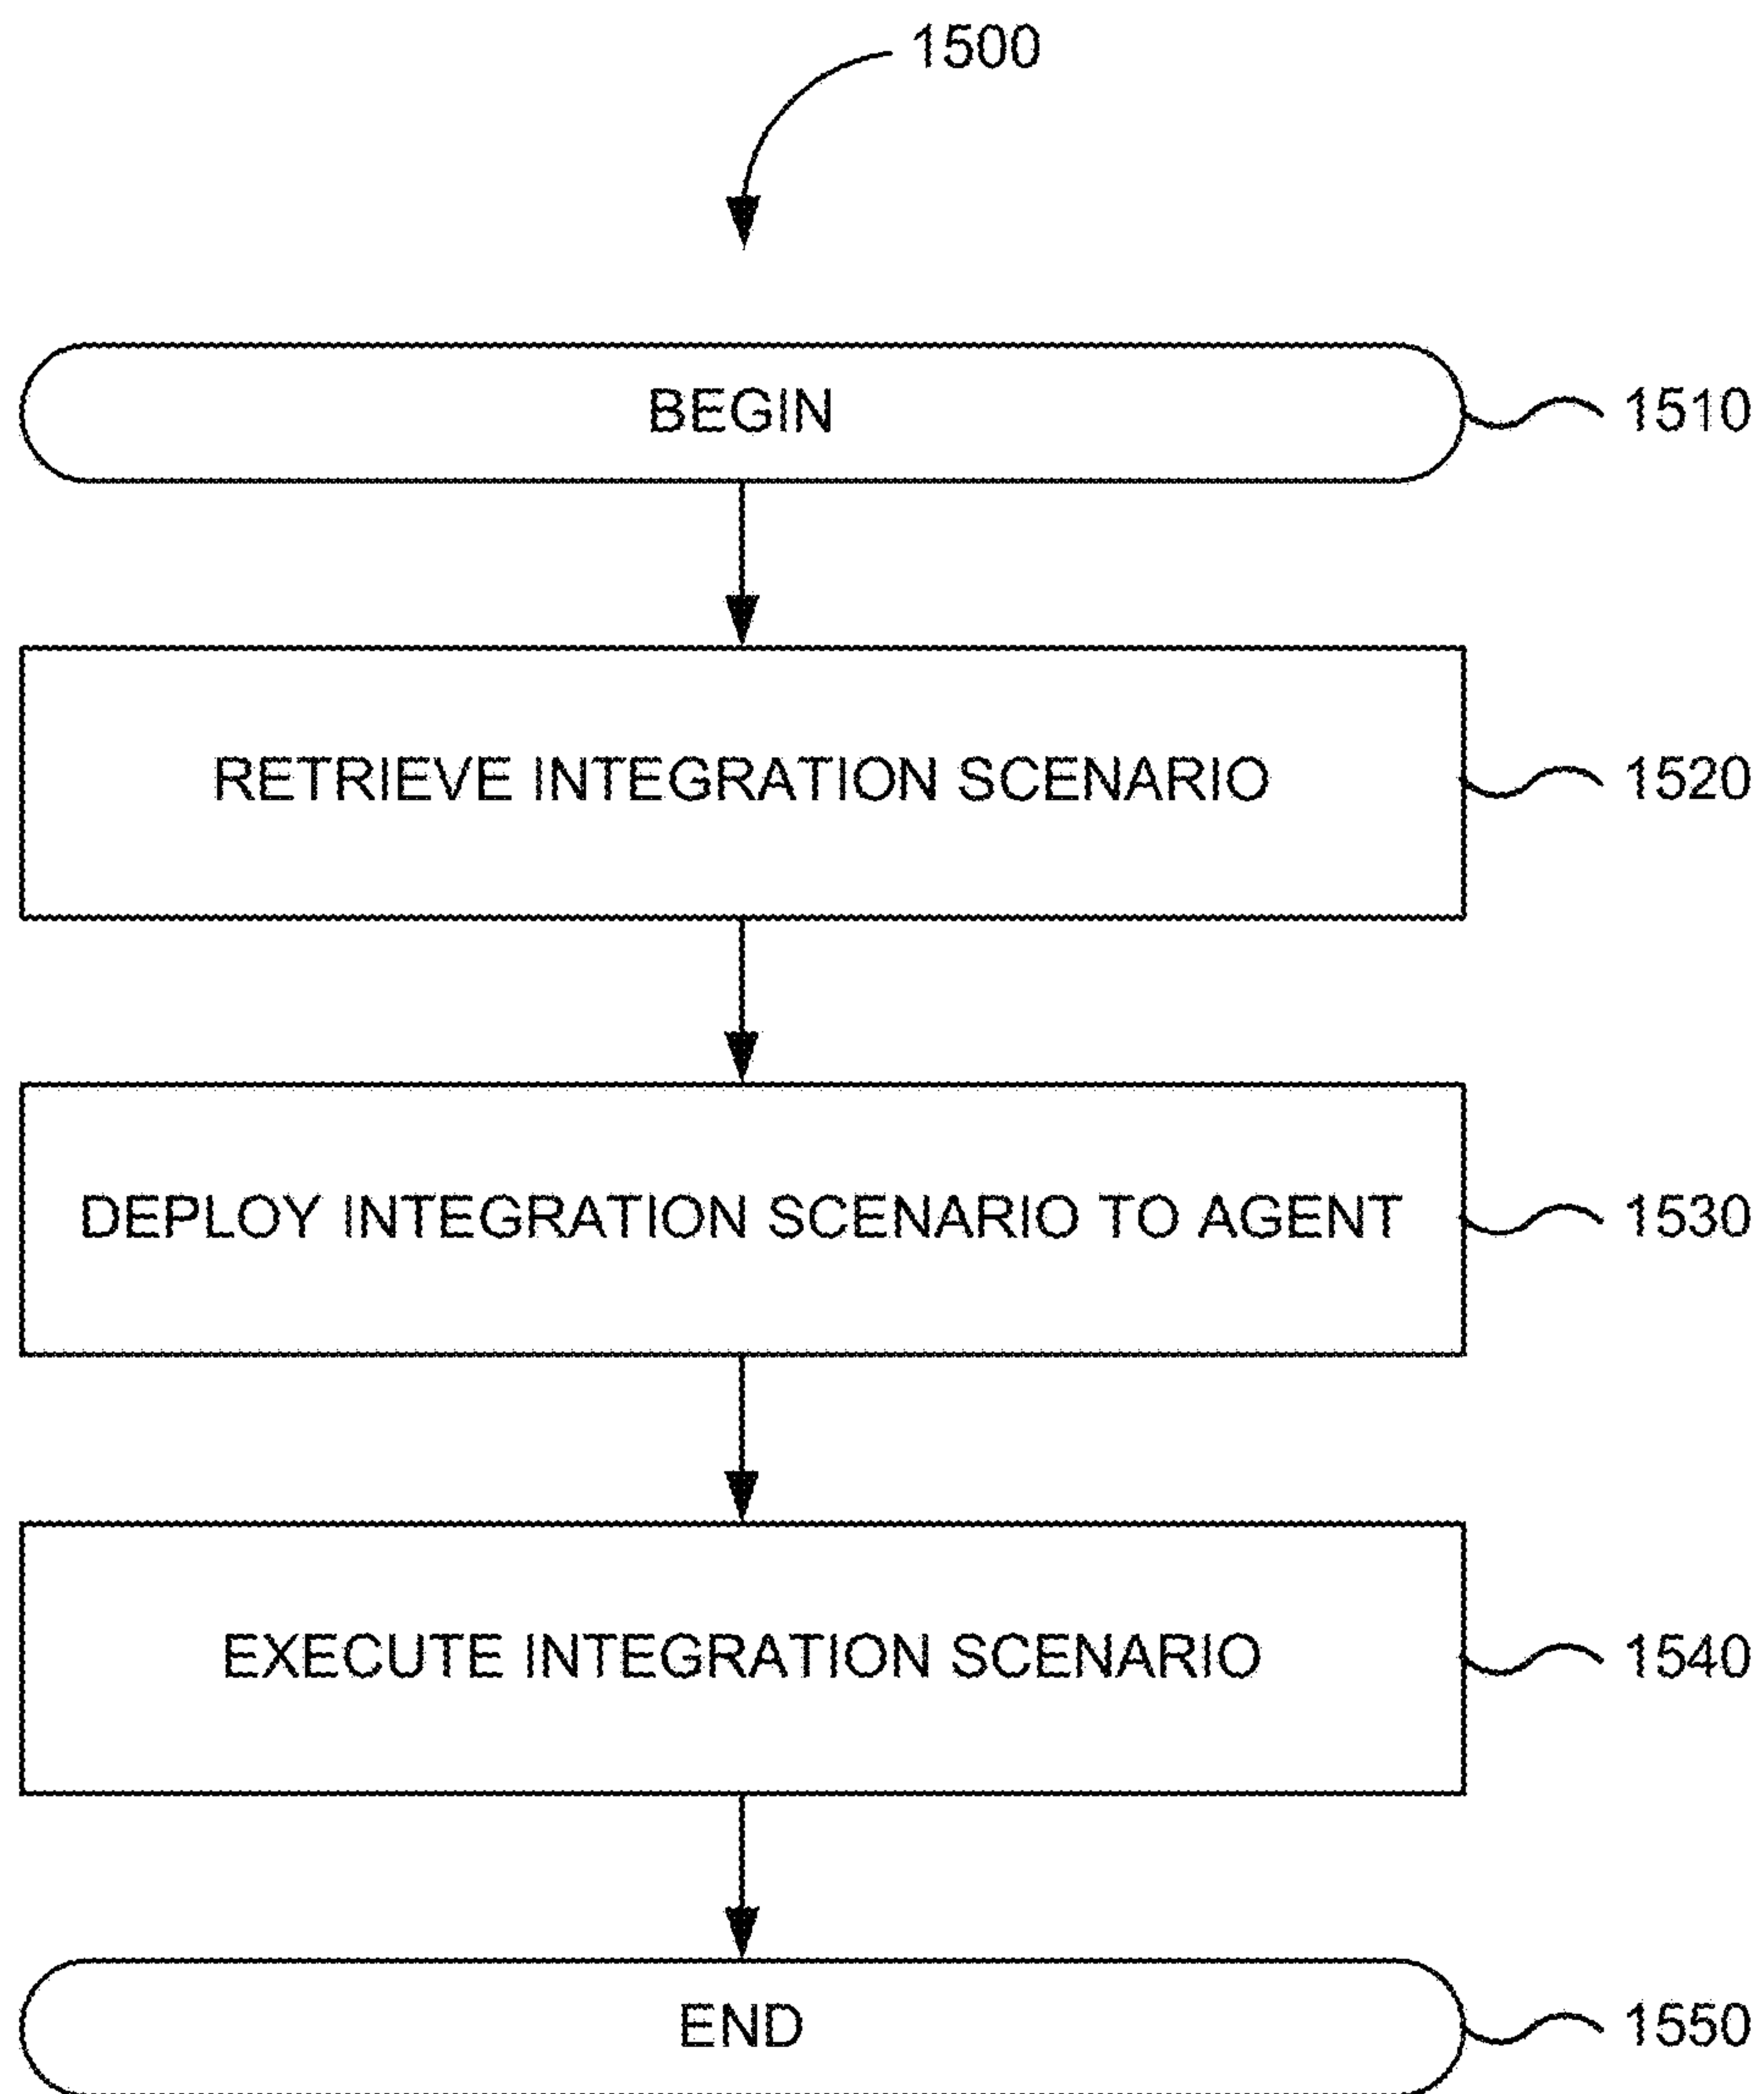 1500
BEGIN
1510
RETRIEVE INTEGRATION SCENARIO
1520
DEPLOY INTEGRATION SCENARIO TO AGENT
1530
EXECUTE INTEGRATION SCENARIO
1540
END
1550